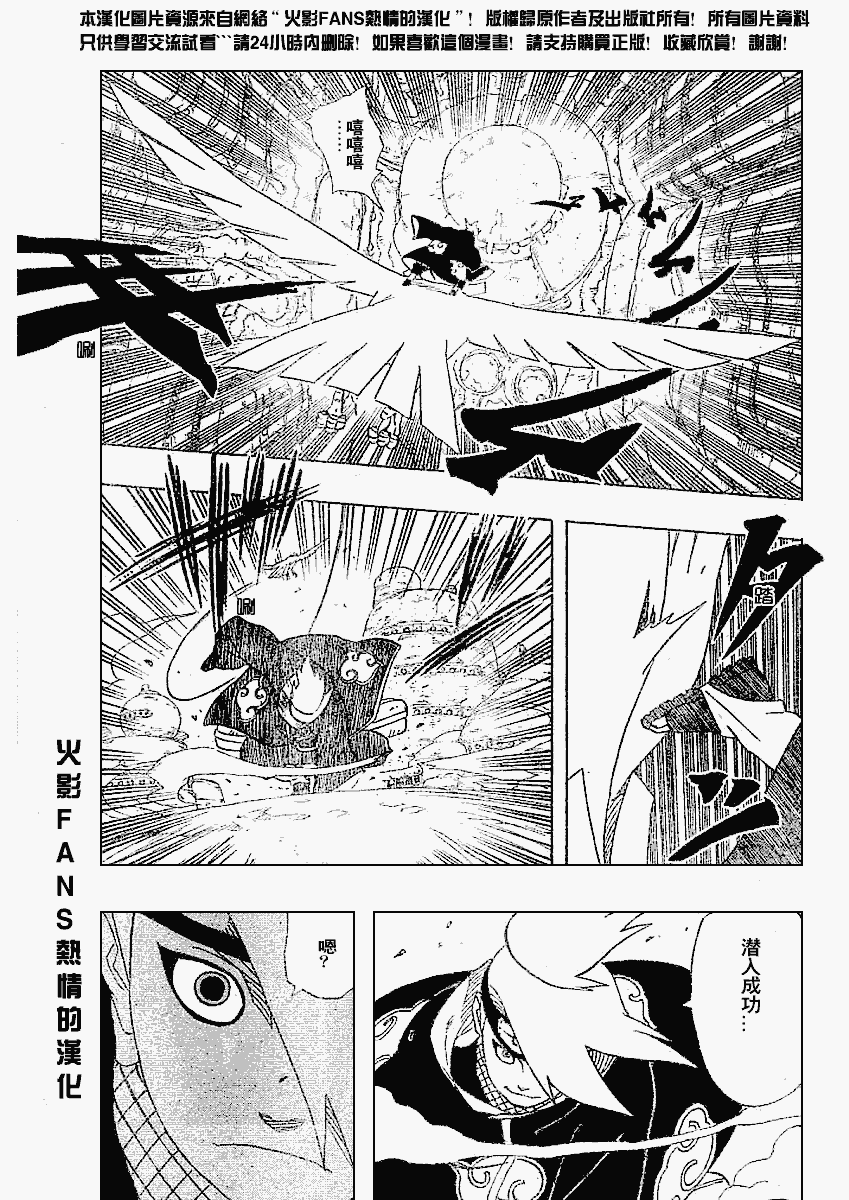 本漢化圖片資源來自網絡“火影FANS熱情的漢化”！版權歸原作者及出版社所有！所有圖片資料
只供學習交流試看```請24小時內删除！如果喜歡這個漫畫！請支持購買正版！收藏欣賞！謝謝！
嘻嘻嘻……
唰
踏
唰
潜入成功…
嗯？
火影FANS熱情的漢化